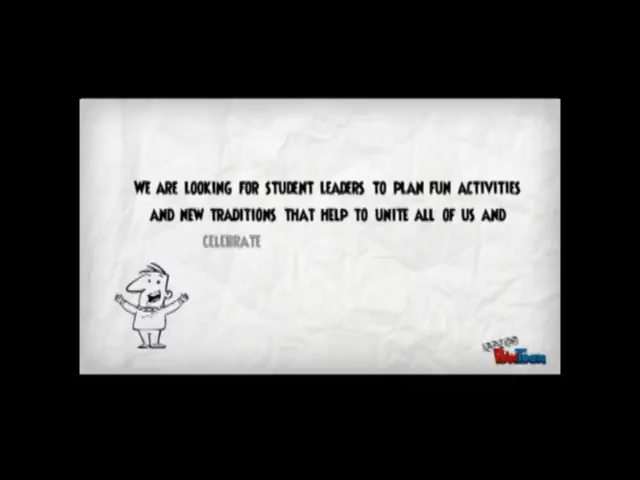 WE ARE LOOKING FOR STUDENT LEADERS TO PLAN FUN ACTIVITIES
AND NEW TRADITIONS THAT HELP TO UNITE ALL OF US AND
CELEBRATE
PowToon